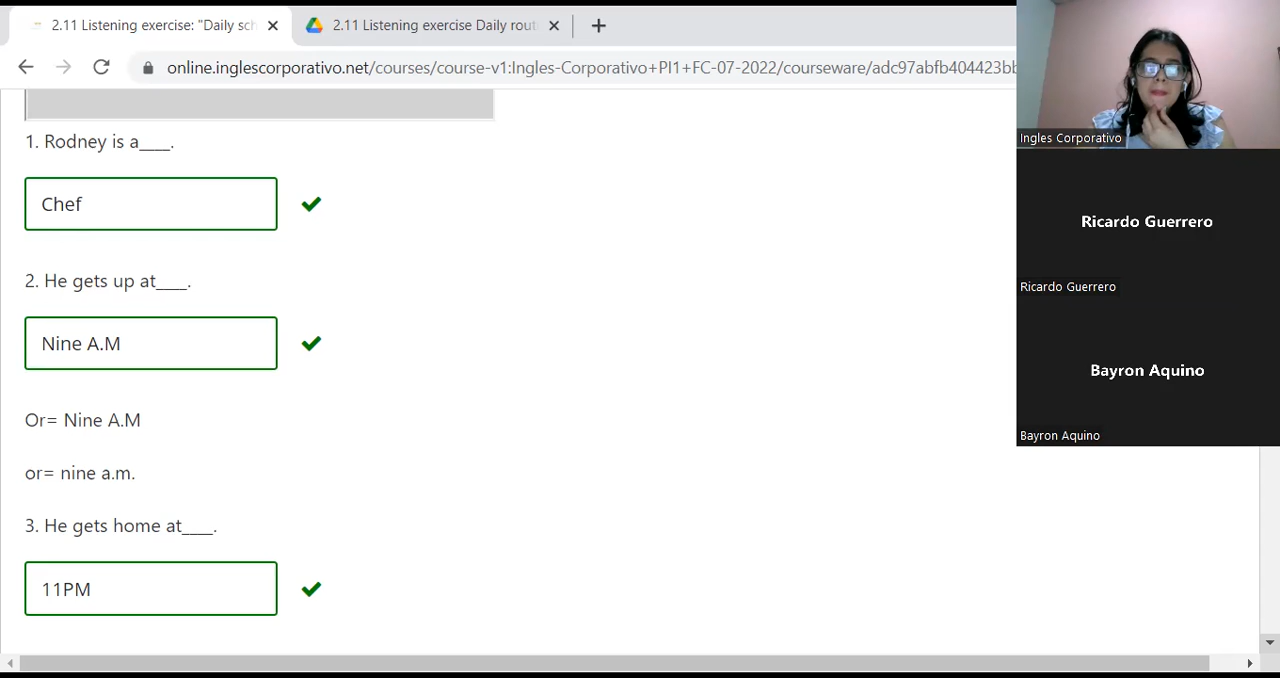 2.11 Listening exercise: "Daily sch
2.11 Listening exercise Daily rout
online.inglescorporativo.net/courses/course-v1:Ingles-Corporativo+PI1+FC-07-2022/courseware/adc97abfb404423bb
1. Rodney is a____.
Chef
2. He gets up at____.
Nine A.M
Or= Nine A.M
or= nine a.m.
3. He gets home at____.
11PM
Ingles Corporativo
Ricardo Guerrero
Ricardo Guerrero
Bayron Aquino
Bayron Aquino